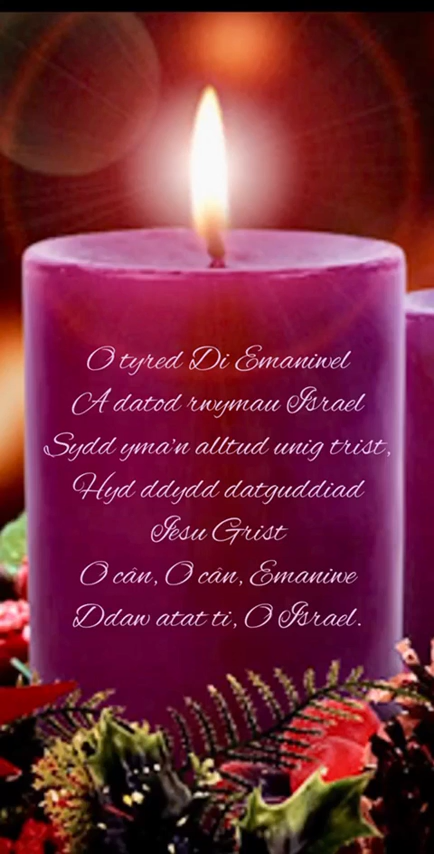 O tyred Di Emaniwel
A datod rwymau Israel
Sydd yma'n alltud unig trist,
Hyd ddydd datguddiad
Iesu Grist
O cân, O cân, Emaniwe
Ddaw atat ti, O Israel.